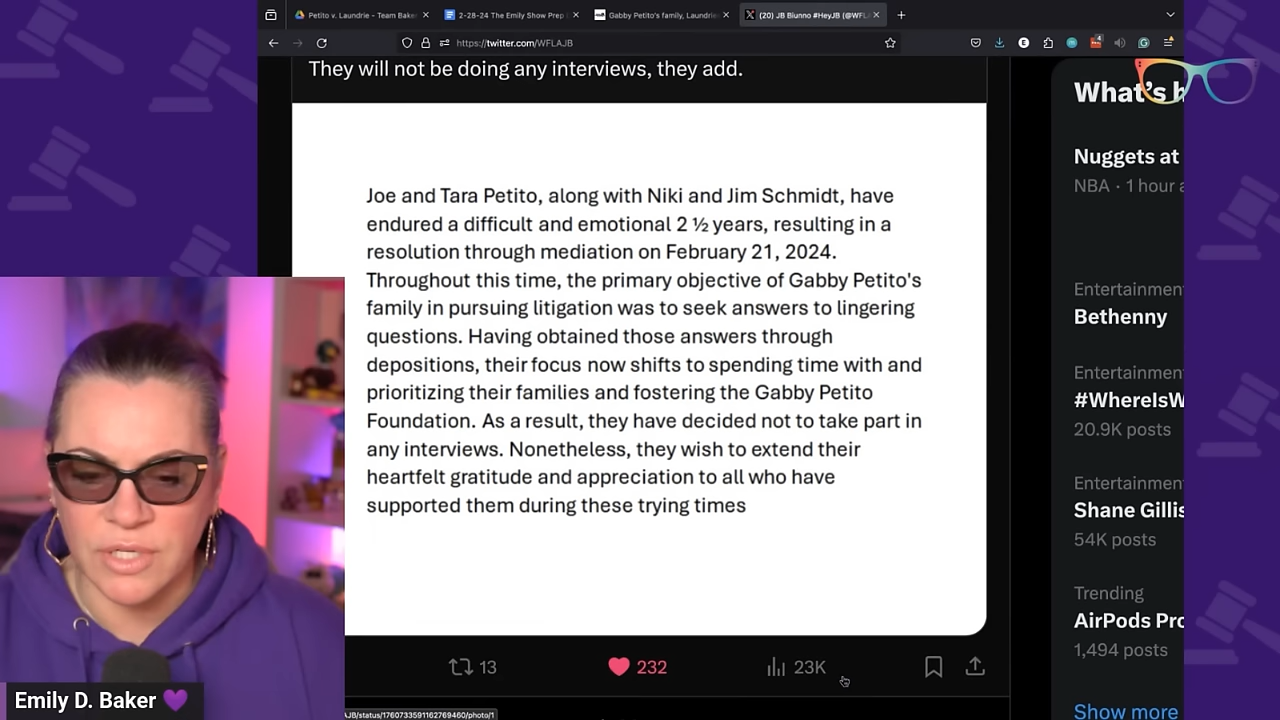 Petito v. Laundrie - Team Baker
2-28-24 The Emily Show Prep
Gabby Petito's family, Laundrie
(20) JB Biunno #HeyJB (@WFL
https://twitter.com/WFLAJB
4
They will not be doing any interviews, they add.
Joe and Tara Petito, along with Niki and Jim Schmidt, have
endured a difficult and emotional 2 ½ years, resulting in a
resolution through mediation on February 21, 2024.
Throughout this time, the primary objective of Gabby Petito's
family in pursuing litigation was to seek answers to lingering
questions. Having obtained those answers through
depositions, their focus now shifts to spending time with and
prioritizing their families and fostering the Gabby Petito
Foundation. As a result, they have decided not to take part in
any interviews. Nonetheless, they wish to extend their
heartfelt gratitude and appreciation to all who have
supported them during these trying times
13
232
23K
What's h
Nuggets at
NBA · 1 hour a
Entertainmen
Bethenny
Entertainmen
#WhereIsW
20.9K posts
Entertainmen
Shane Gillis
54K posts
Trending
AirPods Pro
1,494 posts
Show more
AJB/status/1760733591162769460/photo/1
Emily D. Baker 💜